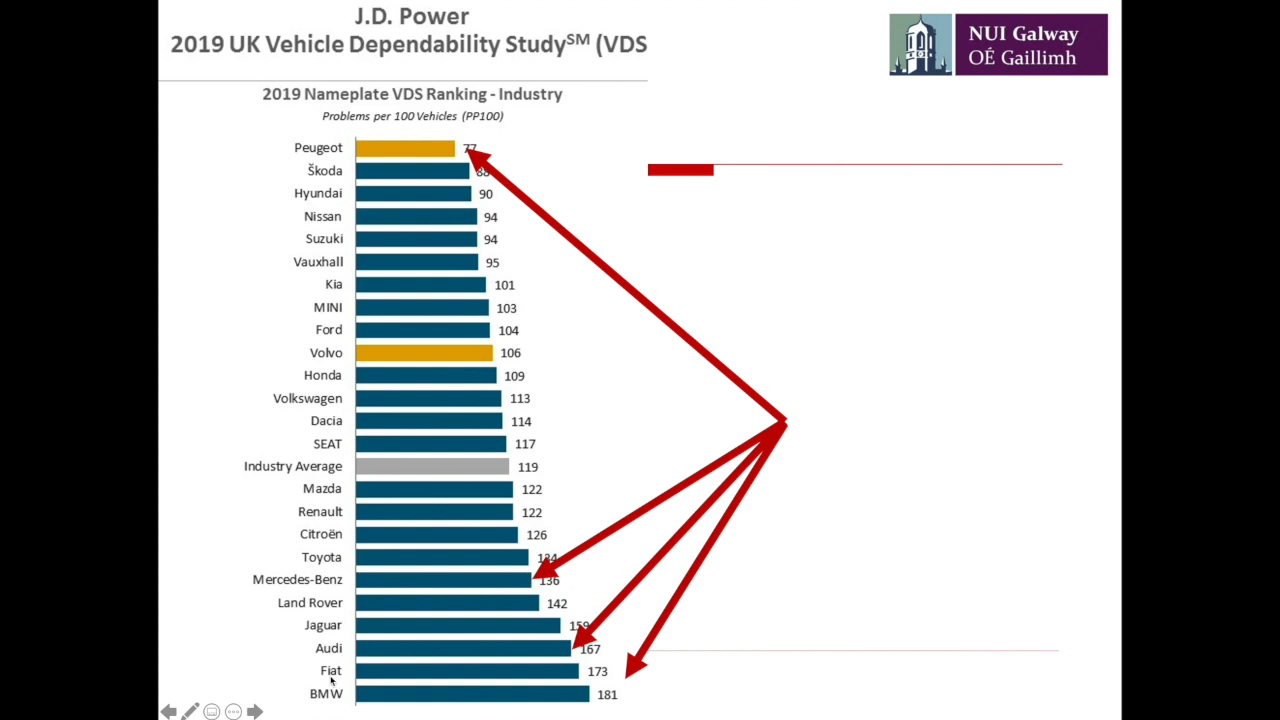 J.D. Power
2019 UK Vehicle Dependability Study℠ (VDS
NUI Galway
OÉ Gaillimh
2019 Nameplate VDS Ranking - Industry
Problems per 100 Vehicles (PP100)
Peugeot 77
Škoda 88
Hyundai 90
Nissan 94
Suzuki 94
Vauxhall 95
Kia 101
MINI 103
Ford 104
Volvo 106
Honda 109
Volkswagen 113
Dacia 114
SEAT 117
Industry Average 119
Mazda 122
Renault 122
Citroën 126
Toyota 134
Mercedes-Benz 136
Land Rover 142
Jaguar 159
Audi 167
Fiat 173
BMW 181